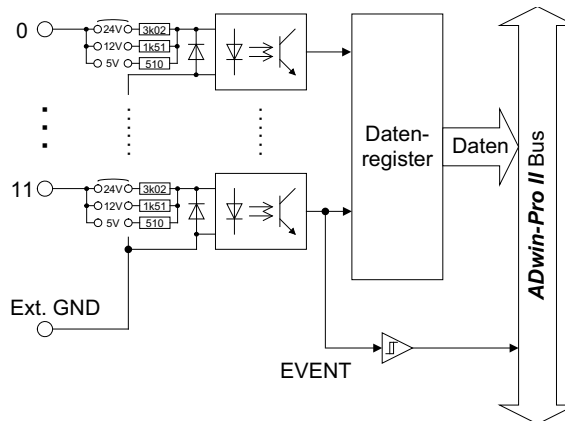 0
24V 3k02
12V 1k51
5V 510
Daten-
register
Daten
ADwin-Pro II Bus
11
24V 3k02
12V 1k51
5V 510
Ext. GND
EVENT